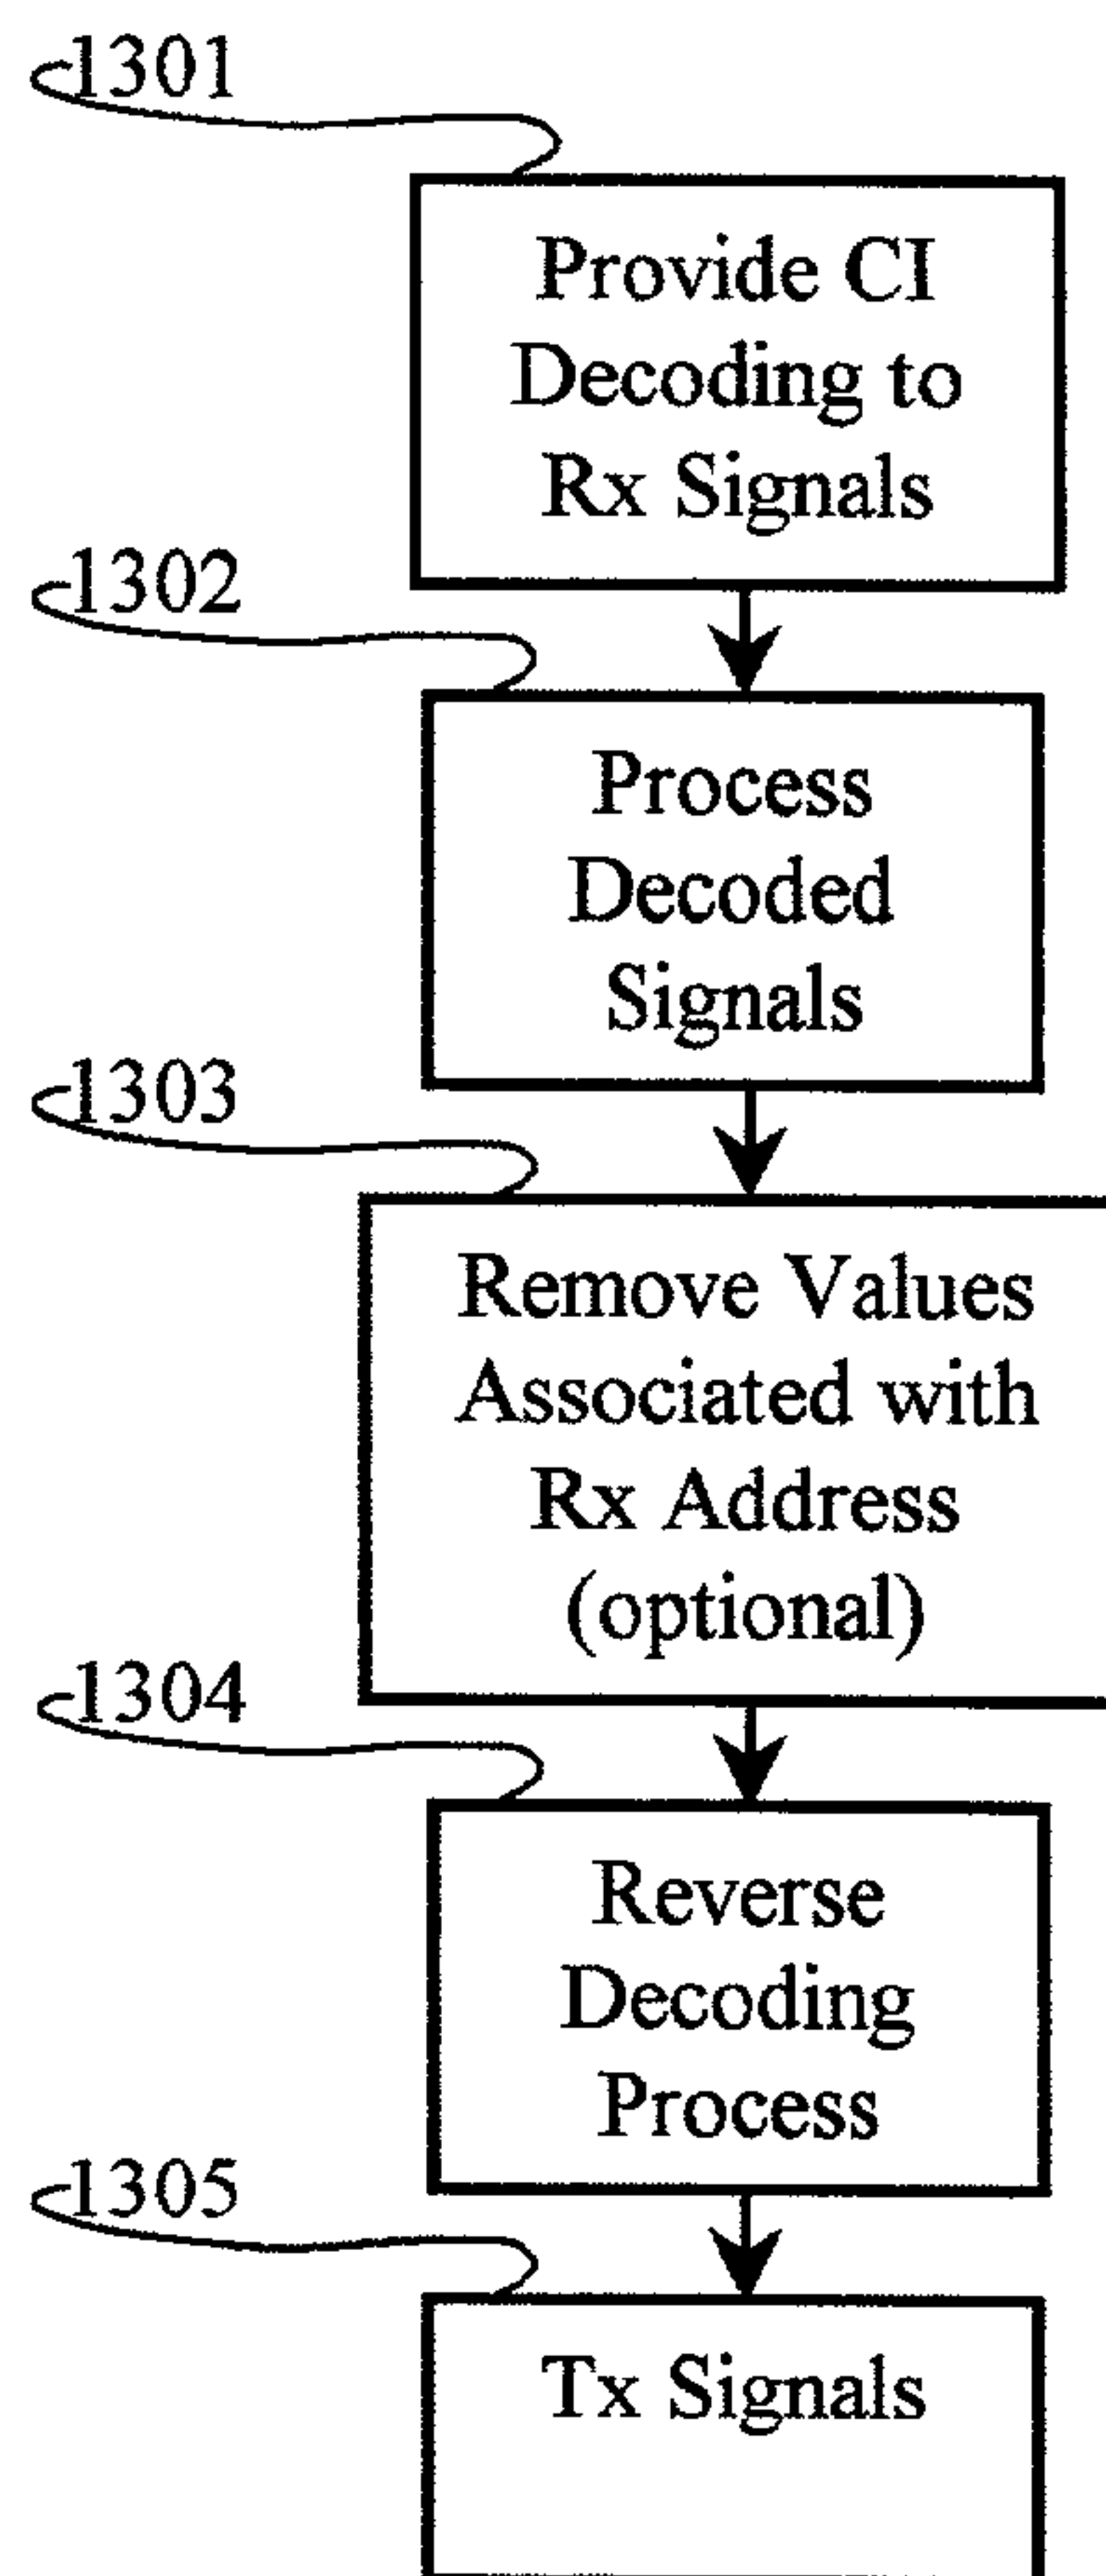 1301
Provide CI
Decoding to
Rx Signals
1302
Process
Decoded
Signals
1303
Remove Values
Associated with
Rx Address
(optional)
1304
Reverse
Decoding
Process
1305
Tx Signals